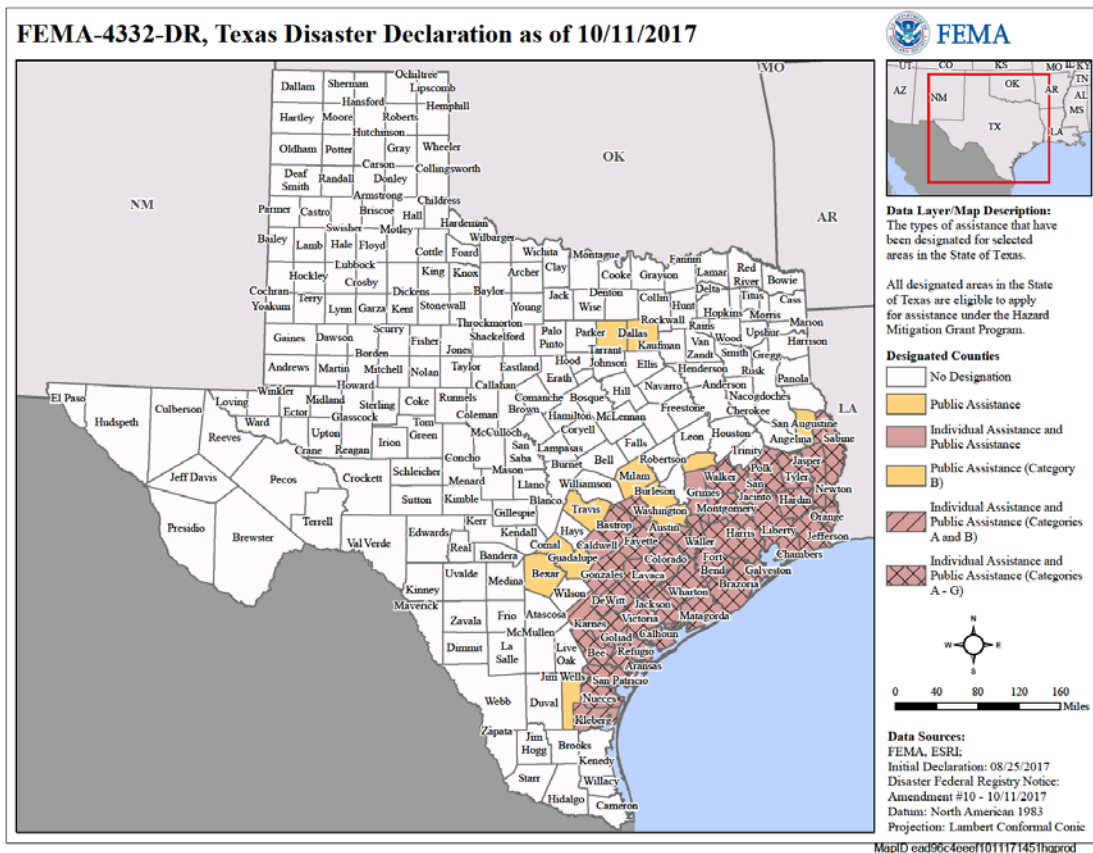 FEMA-4332-DR, Texas Disaster Declaration as of 10/11/2017
FEMA
MO
OK
NM
AR
LA
Ochiltree
Dallam
Sherman
Lipscomb
Hansford
Hemphill
Hartley
Moore
Roberts
Hutchinson
Oldham
Potter
Gray
Wheeler
Carson
Collingsworth
Deaf
Smith
Randall
Donley
Armstrong
Childress
Parmer
Castro
Briscoe
Hall
Swisher
Motley
Hardeman
Bailey
Lamb
Hale
Floyd
Cottle
Foard
Wilbarger
Wichita
Montague
Fannin
Lubbock
Clay
Cooke
Grayson
Lamar
Red
River
Bowie
Hockley
Crosby
King
Knox
Archer
Delta
Cochran
Dickens
Baylor
Jack
Denton
Collin
Hunt
Titus
Cass
Yoakum
Terry
Lynn
Garza
Kent
Stonewall
Young
Wise
Hopkins
Morris
Rockwall
Marion
Throckmorton
Gaines
Dawson
Scurry
Fisher
Shackelford
Palo
Pinto
Parker
Dallas
Rains
Wood
Upshur
Harrison
Borden
Jones
Tarrant
Kaufman
Van
Zandt
Smith
Gregg
Andrews
Martin
Mitchell
Nolan
Taylor
Eastland
Hood
Johnson
Ellis
Henderson
Rusk
Howard
Callahan
Erath
Panola
El Paso
Winkler
Midland
Coke
Runnels
Comanche
Bosque
Hill
Navarro
Anderson
Nacogdoches
Culberson
Loving
Ector
Sterling
Coleman
Brown
Hamilton
McLennan
Freestone
Cherokee
Hudspeth
Ward
Glasscock
Tom
Green
San Augustine
Reeves
Upton
Irion
McCulloch
Coryell
Leon
Houston
Angelina
Sabine
Crane
Reagan
San
Saba
Lampasas
Falls
Trinity
Concho
Burnet
Bell
Robertson
Jeff Davis
Pecos
Crockett
Schleicher
Mason
Milam
Walker
Polk
Jasper
Menard
Llano
Williamson
Burleson
Grimes
San
Jacinto
Tyler
Newton
Sutton
Kimble
Blanco
Hardin
Presidio
Gillespie
Travis
Washington
Montgomery
Terrell
Kerr
Bastrop
Austin
Orange
Brewster
Val Verde
Edwards
Kendall
Hays
Fayette
Waller
Harris
Liberty
Jefferson
Real
Bandera
Comal
Caldwell
Colorado
Fort
Bend
Chambers
Guadalupe
Uvalde
Medina
Bexar
Gonzales
Lavaca
Galveston
Kinney
Wilson
Wharton
Brazoria
Maverick
DeWitt
Jackson
Zavala
Frio
Atascosa
Karnes
Victoria
Matagorda
McMullen
Goliad
Calhoun
Dimmit
La
Salle
Live
Oak
Bee
Refugio
Aransas
Jim Wells
San Patricio
Webb
Duval
Nueces
Kleberg
Zapata
Jim
Hogg
Brooks
Kenedy
Starr
Willacy
Hidalgo
Cameron
UT
CO
KS
MO
IL
KY
TN
AZ
NM
OK
AR
AL
MS
TX
LA
Data Layer/Map Description:
The types of assistance that have
been designated for selected
areas in the State of Texas.
All designated areas in the State
of Texas are eligible to apply
for assistance under the Hazard
Mitigation Grant Program.
Designated Counties
No Designation
Public Assistance
Individual Assistance and
Public Assistance
Public Assistance (Category
B)
Individual Assistance and
Public Assistance (Categories
A and B)
Individual Assistance and
Public Assistance (Categories
A - G)
N
W
E
S
0 40 80 120 160
Miles
Data Sources:
FEMA, ESRI;
Initial Declaration: 08/25/2017
Disaster Federal Registry Notice:
Amendment #10 - 10/11/2017
Datum: North American 1983
Projection: Lambert Conformal Conic
MapID ead96c4eeef1011171451hqprod